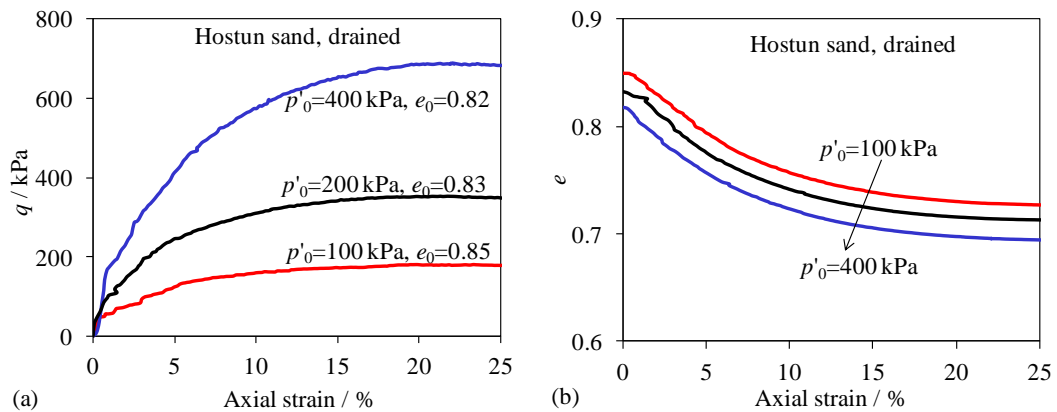 800
600
400
200
0
q / kPa
Hostun sand, drained
p'0=400 kPa, e0=0.82
p'0=200 kPa, e0=0.83
p'0=100 kPa, e0=0.85
0 5 10 15 20 25
(a) Axial strain / %
0.9
0.8
0.7
0.6
e
Hostun sand, drained
p'0=100 kPa
p'0=400 kPa
0 5 10 15 20 25
(b) Axial strain / %